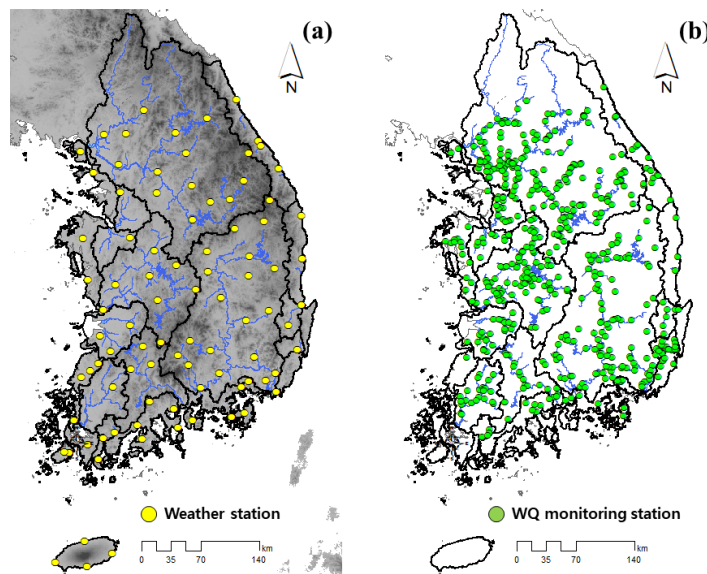 (a)
N
Weather station
0 35 70 140
km
(b)
N
WQ monitoring station
0 35 70 140
km